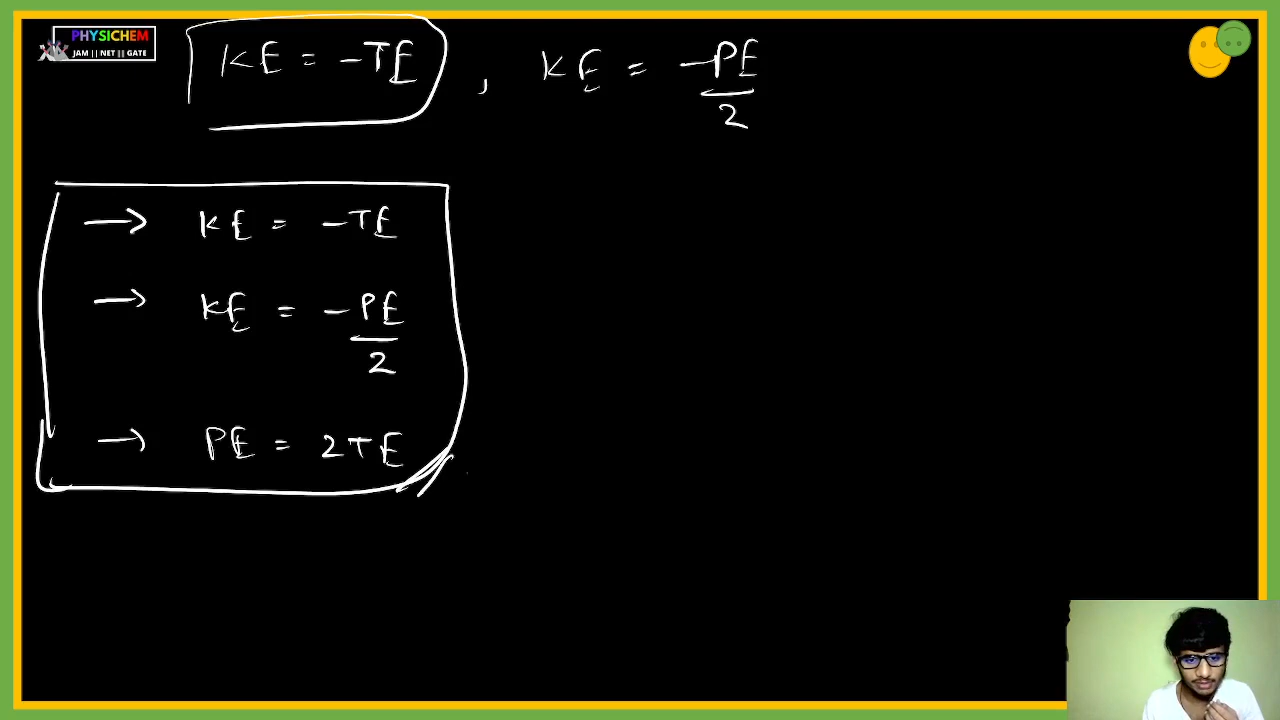 PHYSICHEM
JAM || NET || GATE
KE = -TE , KE = -PE/2
→ KE = -TE
→ KE = -PE/2
→ PE = 2TE